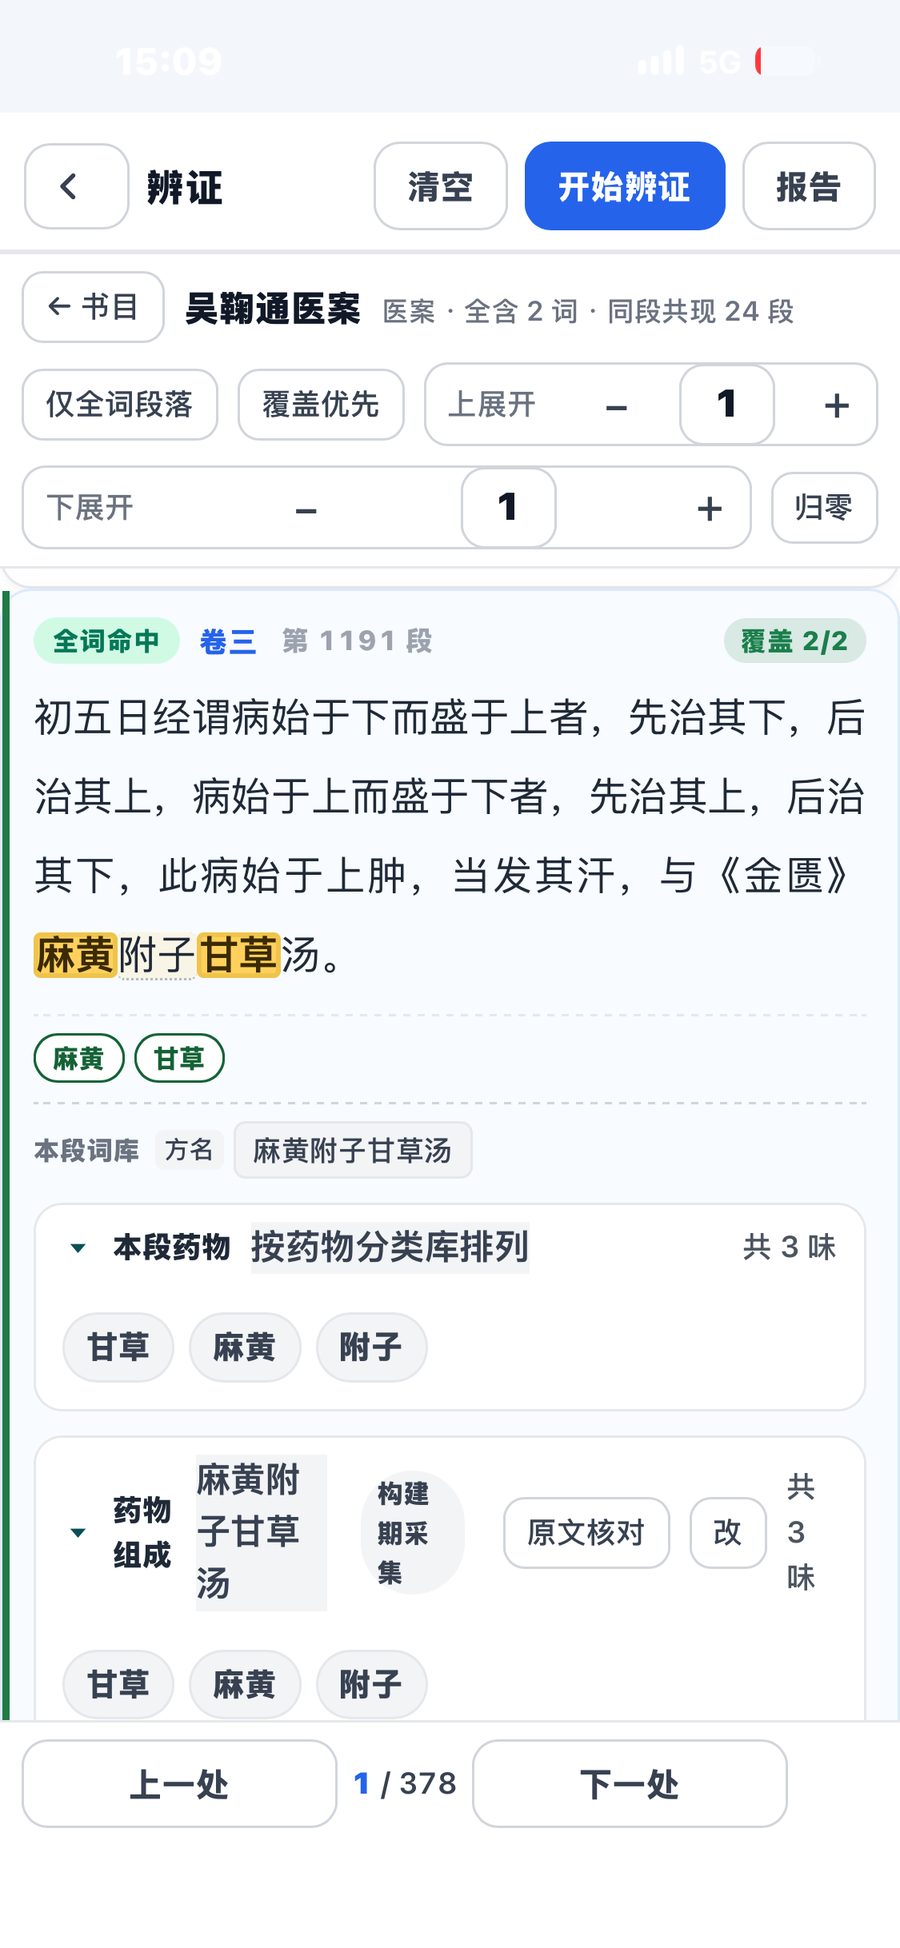 15:09 5G
辨证 清空 开始辨证 报告
← 书目 吴鞠通医案 医案 · 全含 2 词 · 同段共现 24 段
仅全词段落 覆盖优先 上展开 − 1 +
下展开 − 1 + 归零
全词命中 卷三 第 1191 段 覆盖 2/2
初五日经谓病始于下而盛于上者，先治其下，后
治其上，病始于上而盛于下者，先治其上，后治
其下，此病始于上肿，当发其汗，与《金匮》
麻黄附子甘草汤。
麻黄 甘草
本段词库 方名 麻黄附子甘草汤
本段药物 按药物分类库排列 共 3 味
甘草 麻黄 附子
药物
组成
麻黄附
子甘草
汤
构建
期采
集
原文核对 改
共
3
味
甘草 麻黄 附子
上一处 1 / 378 下一处